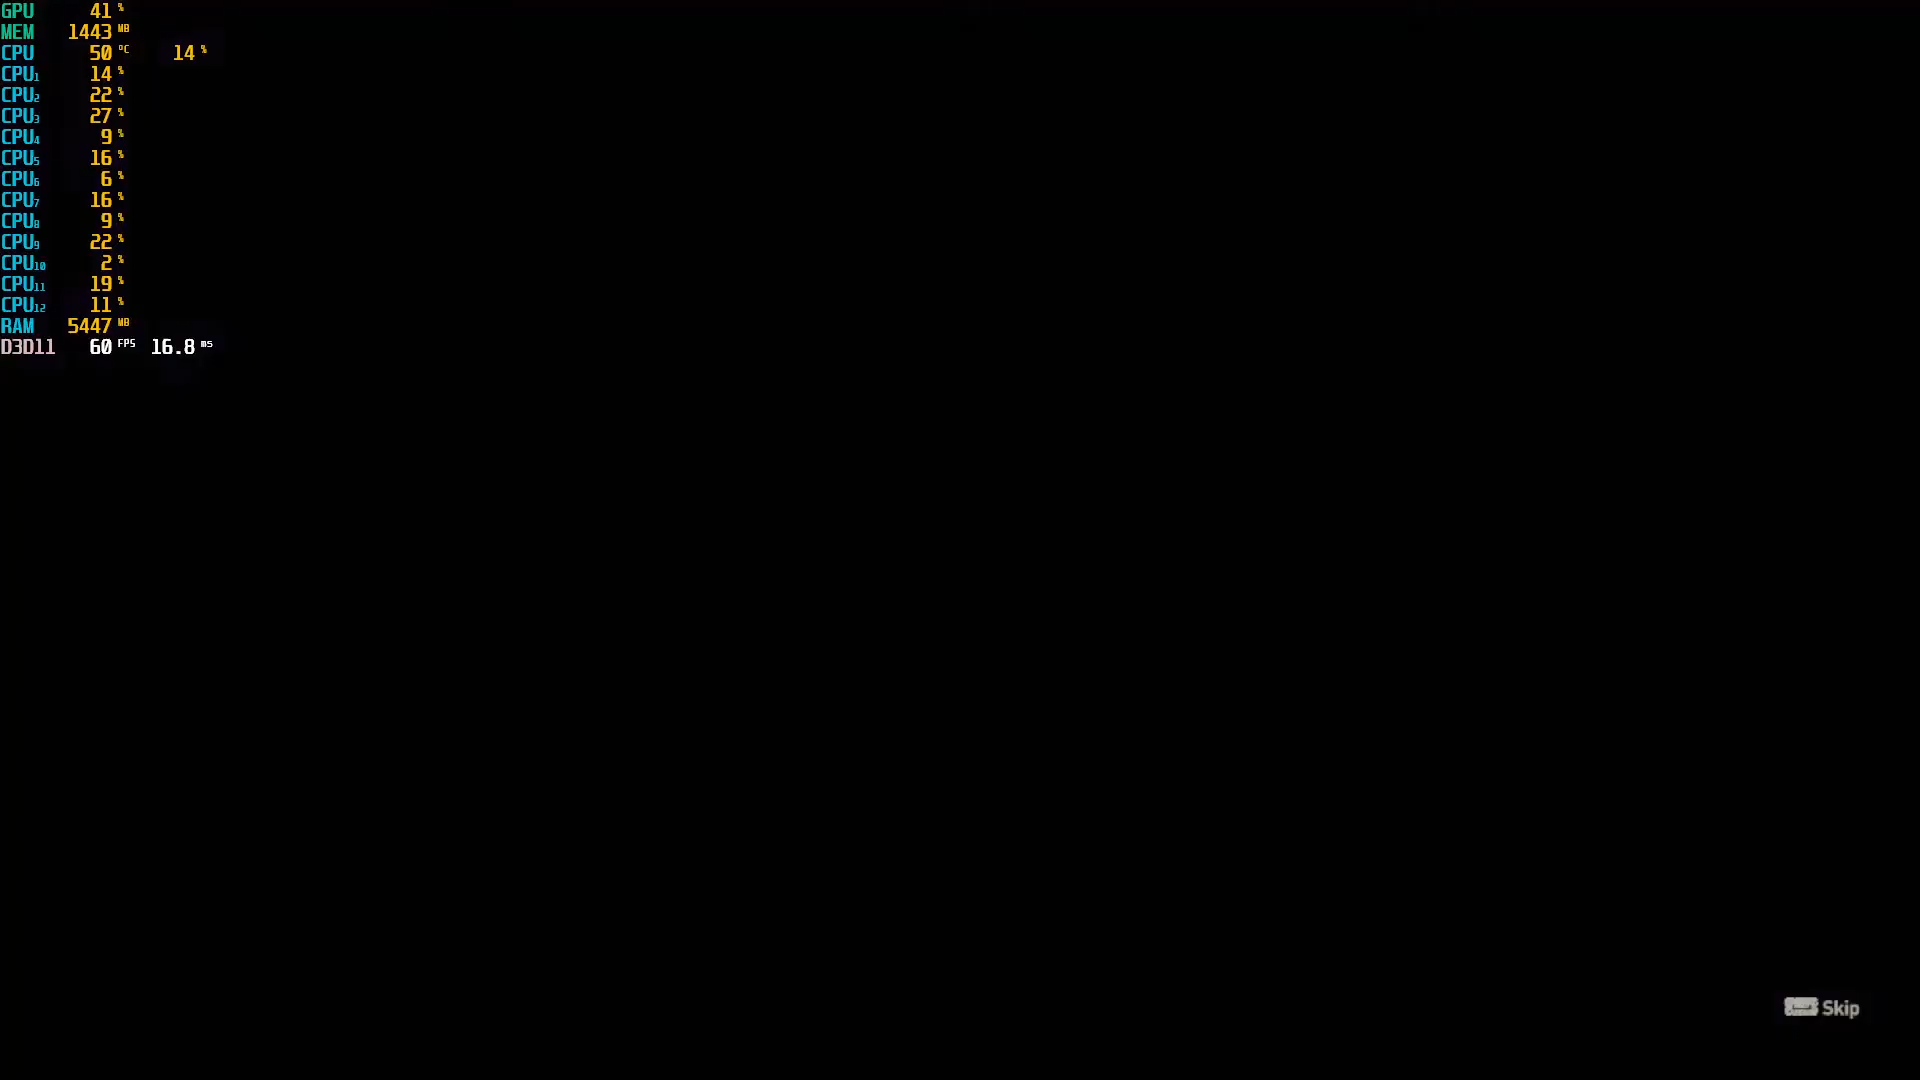 GPU 41 %
MEM 1443 MB
CPU 50 °C 14 %
CPU1 14 %
CPU2 22 %
CPU3 27 %
CPU4 9 %
CPU5 16 %
CPU6 6 %
CPU7 16 %
CPU8 9 %
CPU9 22 %
CPU10 2 %
CPU11 19 %
CPU12 11 %
RAM 5447 MB
D3D11 60 FPS 16.8 ms
Skip